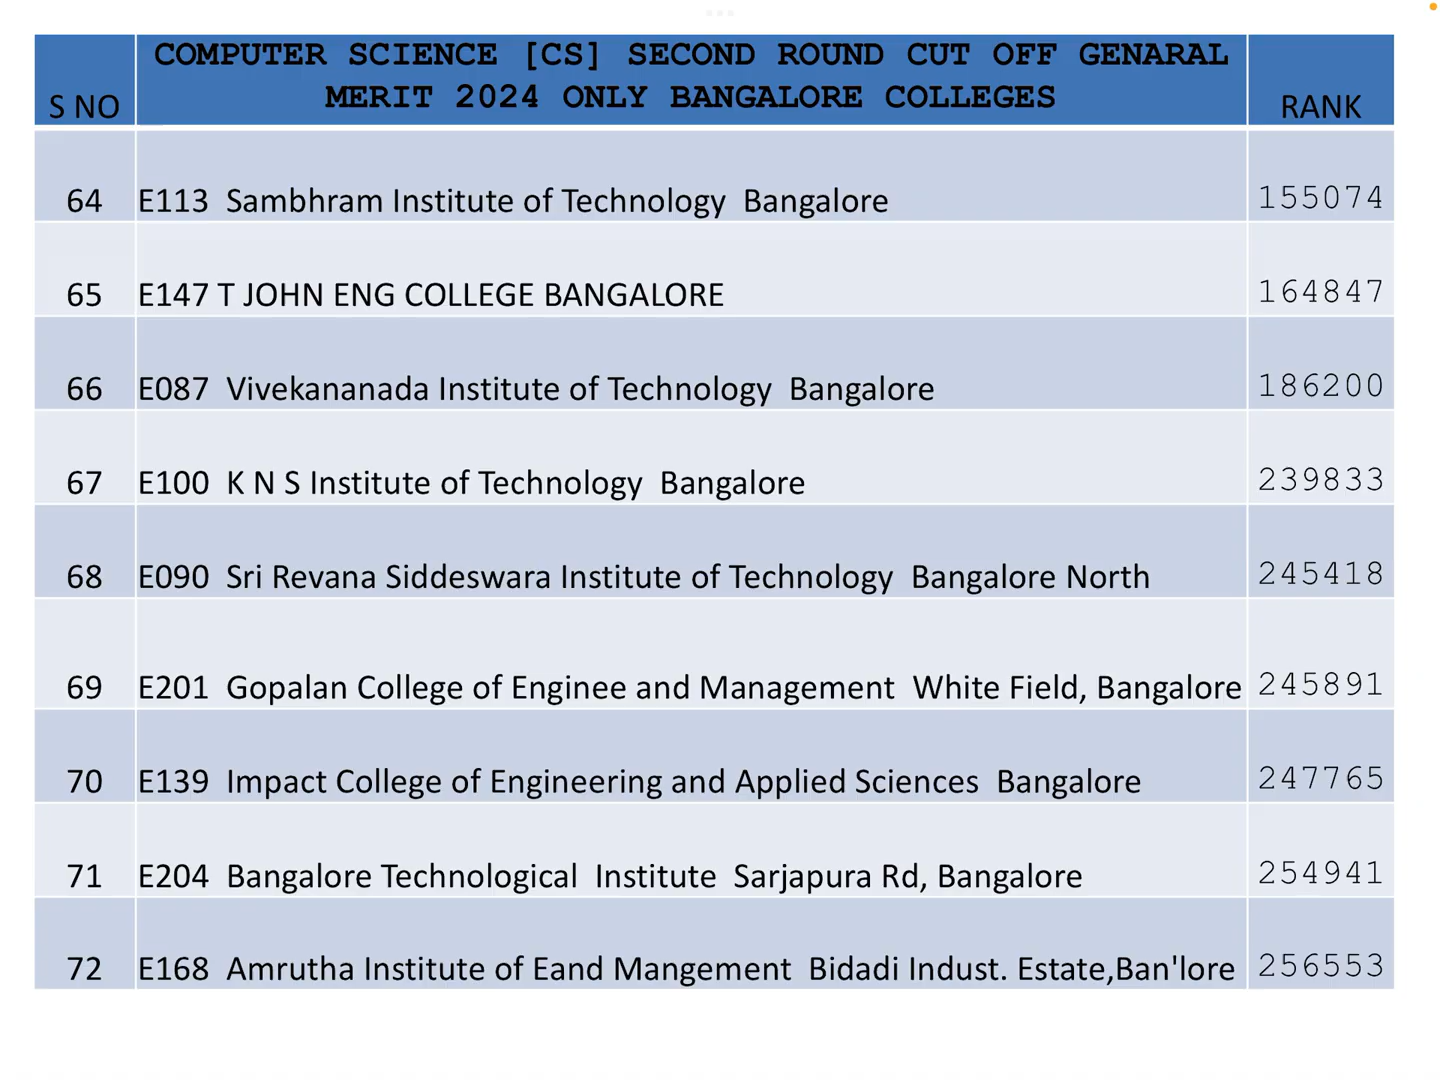 S NO COMPUTER SCIENCE [CS] SECOND ROUND CUT OFF GENARAL
MERIT 2024 ONLY BANGALORE COLLEGES RANK
64 E113 Sambhram Institute of Technology Bangalore 155074
65 E147 T JOHN ENG COLLEGE BANGALORE 164847
66 E087 Vivekananada Institute of Technology Bangalore 186200
67 E100 K N S Institute of Technology Bangalore 239833
68 E090 Sri Revana Siddeswara Institute of Technology Bangalore North 245418
69 E201 Gopalan College of Enginee and Management White Field, Bangalore 245891
70 E139 Impact College of Engineering and Applied Sciences Bangalore 247765
71 E204 Bangalore Technological Institute Sarjapura Rd, Bangalore 254941
72 E168 Amrutha Institute of Eand Mangement Bidadi Indust. Estate,Ban'lore 256553